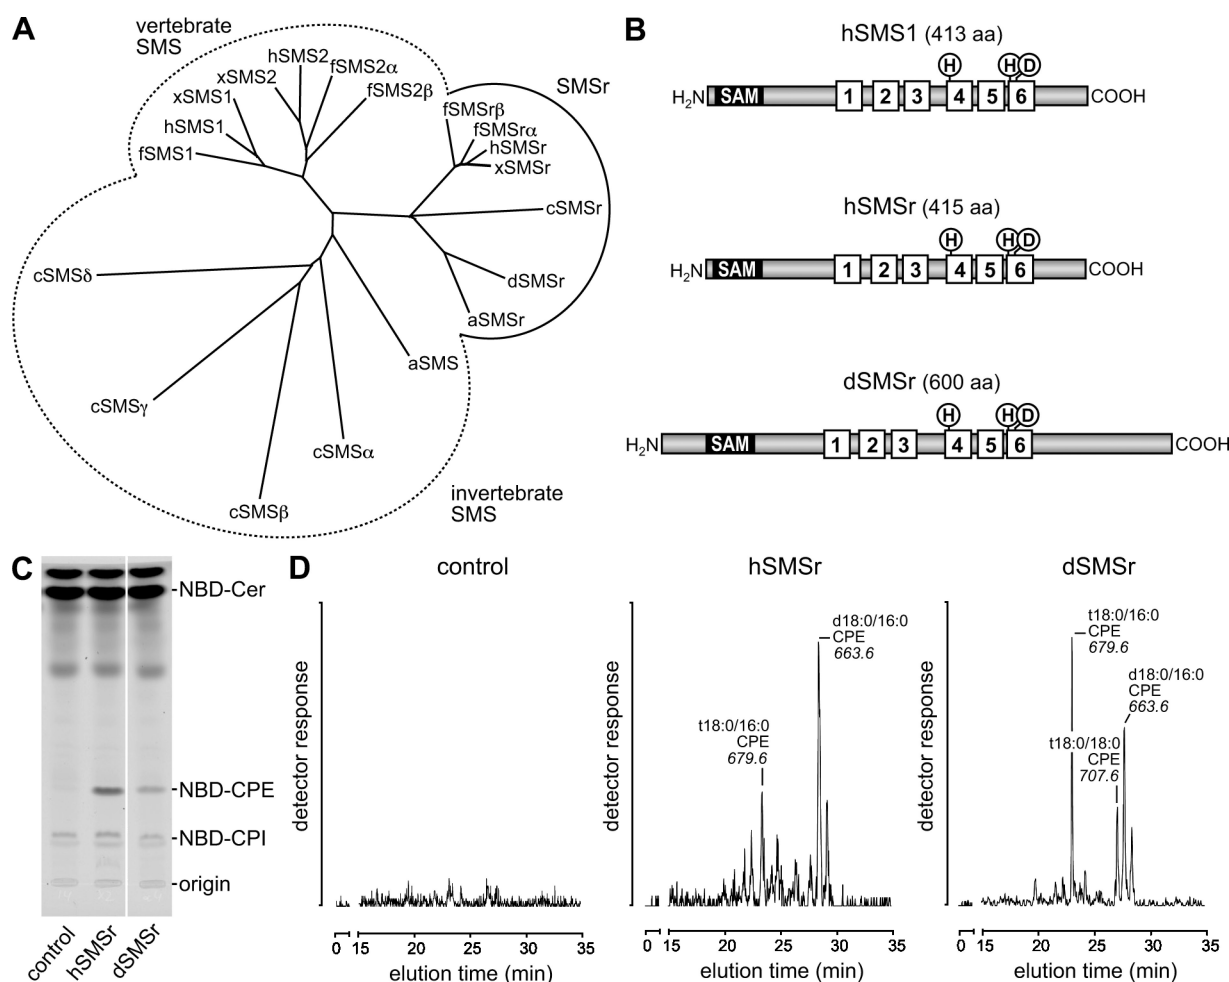 A
vertebrate
SMS
hSMS2
fSMS2α
xSMS2
fSMS2β
xSMS1
hSMS1
fSMS1
SMSr
fSMSrβ
fSMSrα
hSMSr
xSMSr
cSMSr
dSMSr
aSMSr
aSMS
cSMSδ
cSMSγ
cSMSα
cSMSβ
invertebrate
SMS
B
hSMS1 (413 aa)
H H D
H₂N SAM 1 2 3 4 5 6 COOH
hSMSr (415 aa)
H H D
H₂N SAM 1 2 3 4 5 6 COOH
dSMSr (600 aa)
H H D
H₂N SAM 1 2 3 4 5 6 COOH
C
NBD-Cer
NBD-CPE
NBD-CPI
origin
control
hSMSr
dSMSr
D
control
detector response
0 15 20 25 30 35
elution time (min)
hSMSr
detector response
t18:0/16:0
CPE
679.6
d18:0/16:0
CPE
663.6
0 15 20 25 30 35
elution time (min)
dSMSr
detector response
t18:0/16:0
CPE
679.6
d18:0/16:0
CPE
663.6
t18:0/18:0
CPE
707.6
0 15 20 25 30 35
elution time (min)